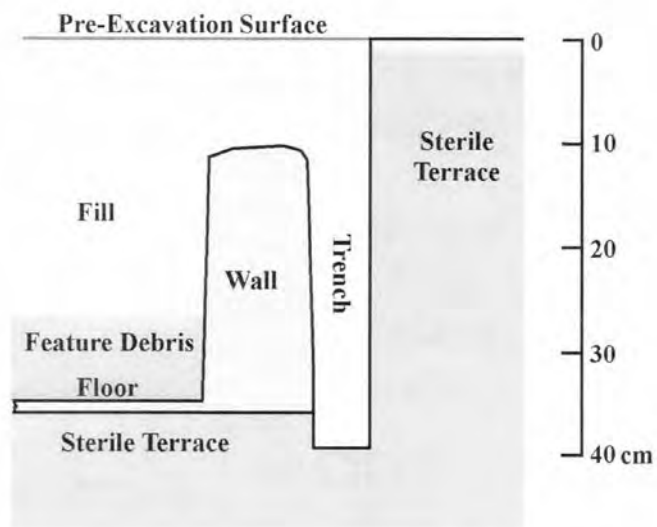 Pre-Excavation Surface
0
Sterile
Terrace
10
Fill
Trench
20
Wall
Feature Debris
30
Floor
Sterile Terrace
40 cm